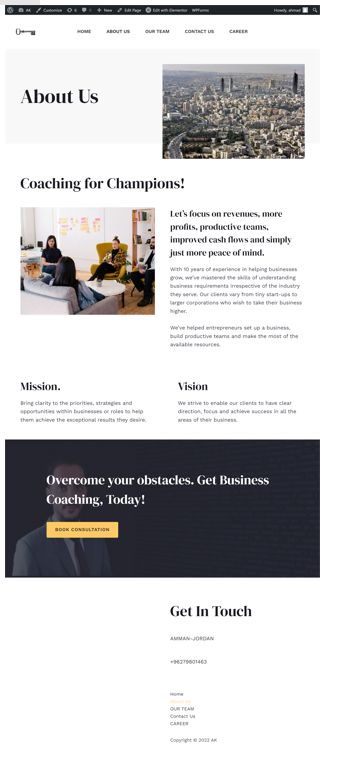 AK Customize 6 0 New Edit Page Edit with Elementor WPForms Howdy, ahmad
HOME ABOUT US OUR TEAM CONTACT US CAREER
About Us
Coaching for Champions!
Let's focus on revenues, more
profits, productive teams,
improved cash flows and simply
just more peace of mind.
With 10 years of experience in helping businesses
grow, we've mastered the skills of understanding
business requirements irrespective of the industry
they serve. Our clients vary from tiny start-ups to
larger corporations who wish to take their business
higher.
We've helped entrepreneurs set up a business,
build productive teams and make the most of the
available resources.
Mission.
Bring clarity to the priorities, strategies and
opportunities within businesses or roles to help
them achieve the exceptional results they desire.
Vision
We strive to enable our clients to have clear
direction, focus and achieve success in all the
areas of their business.
Overcome your obstacles. Get Business
Coaching, Today!
BOOK CONSULTATION
Get In Touch
AMMAN-JORDAN
+96279801463
Home
About Us
OUR TEAM
Contact Us
CAREER
Copyright © 2022 AK